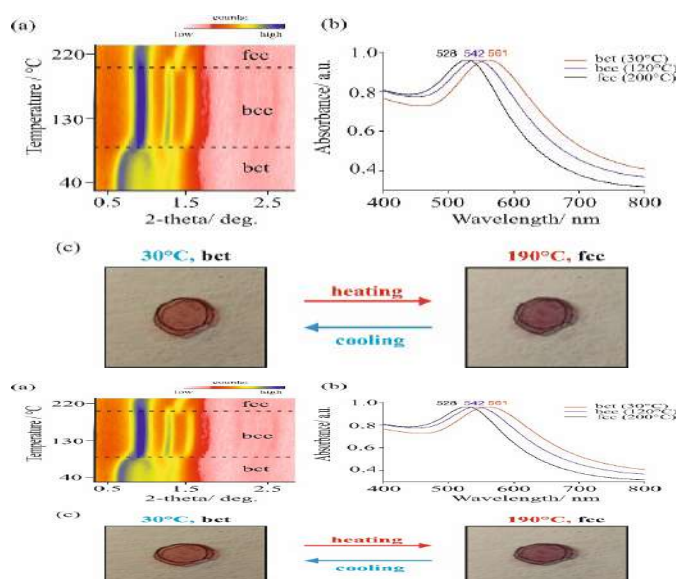 (a)
counts:
low
high
220
130
40
Temperature/ °C
fcc
bcc
bct
0.5
1.5
2.5
2-theta/ deg.
(b)
528 542 561
bct (30°C)
bcc (120°C)
fcc (200°C)
1.0
0.8
0.6
0.4
Absorbance/ a.u.
400 500 600 700 800
Wavelength/ nm
(c)
30°C, bct
190°C, fcc
heating
cooling
(a)
low
high
220
130
40
Temperature/ °C
fcc
bcc
bct
0.5
1.5
2.5
2-theta/ deg.
(b)
528 542 561
bct (30°C)
bcc (120°C)
fcc (200°C)
1.0
0.8
0.6
0.4
Absorbance/ a.u.
400 500 600 700 800
Wavelength/ nm
(c)
30°C, bct
190°C, fcc
heating
cooling